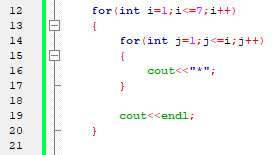 12 for(int i=1;i<=7;i++)
13 {
14 for(int j=1;j<=i;j++)
15 {
16 cout<<"*";
17 }
18
19 cout<<endl;
20 }
21